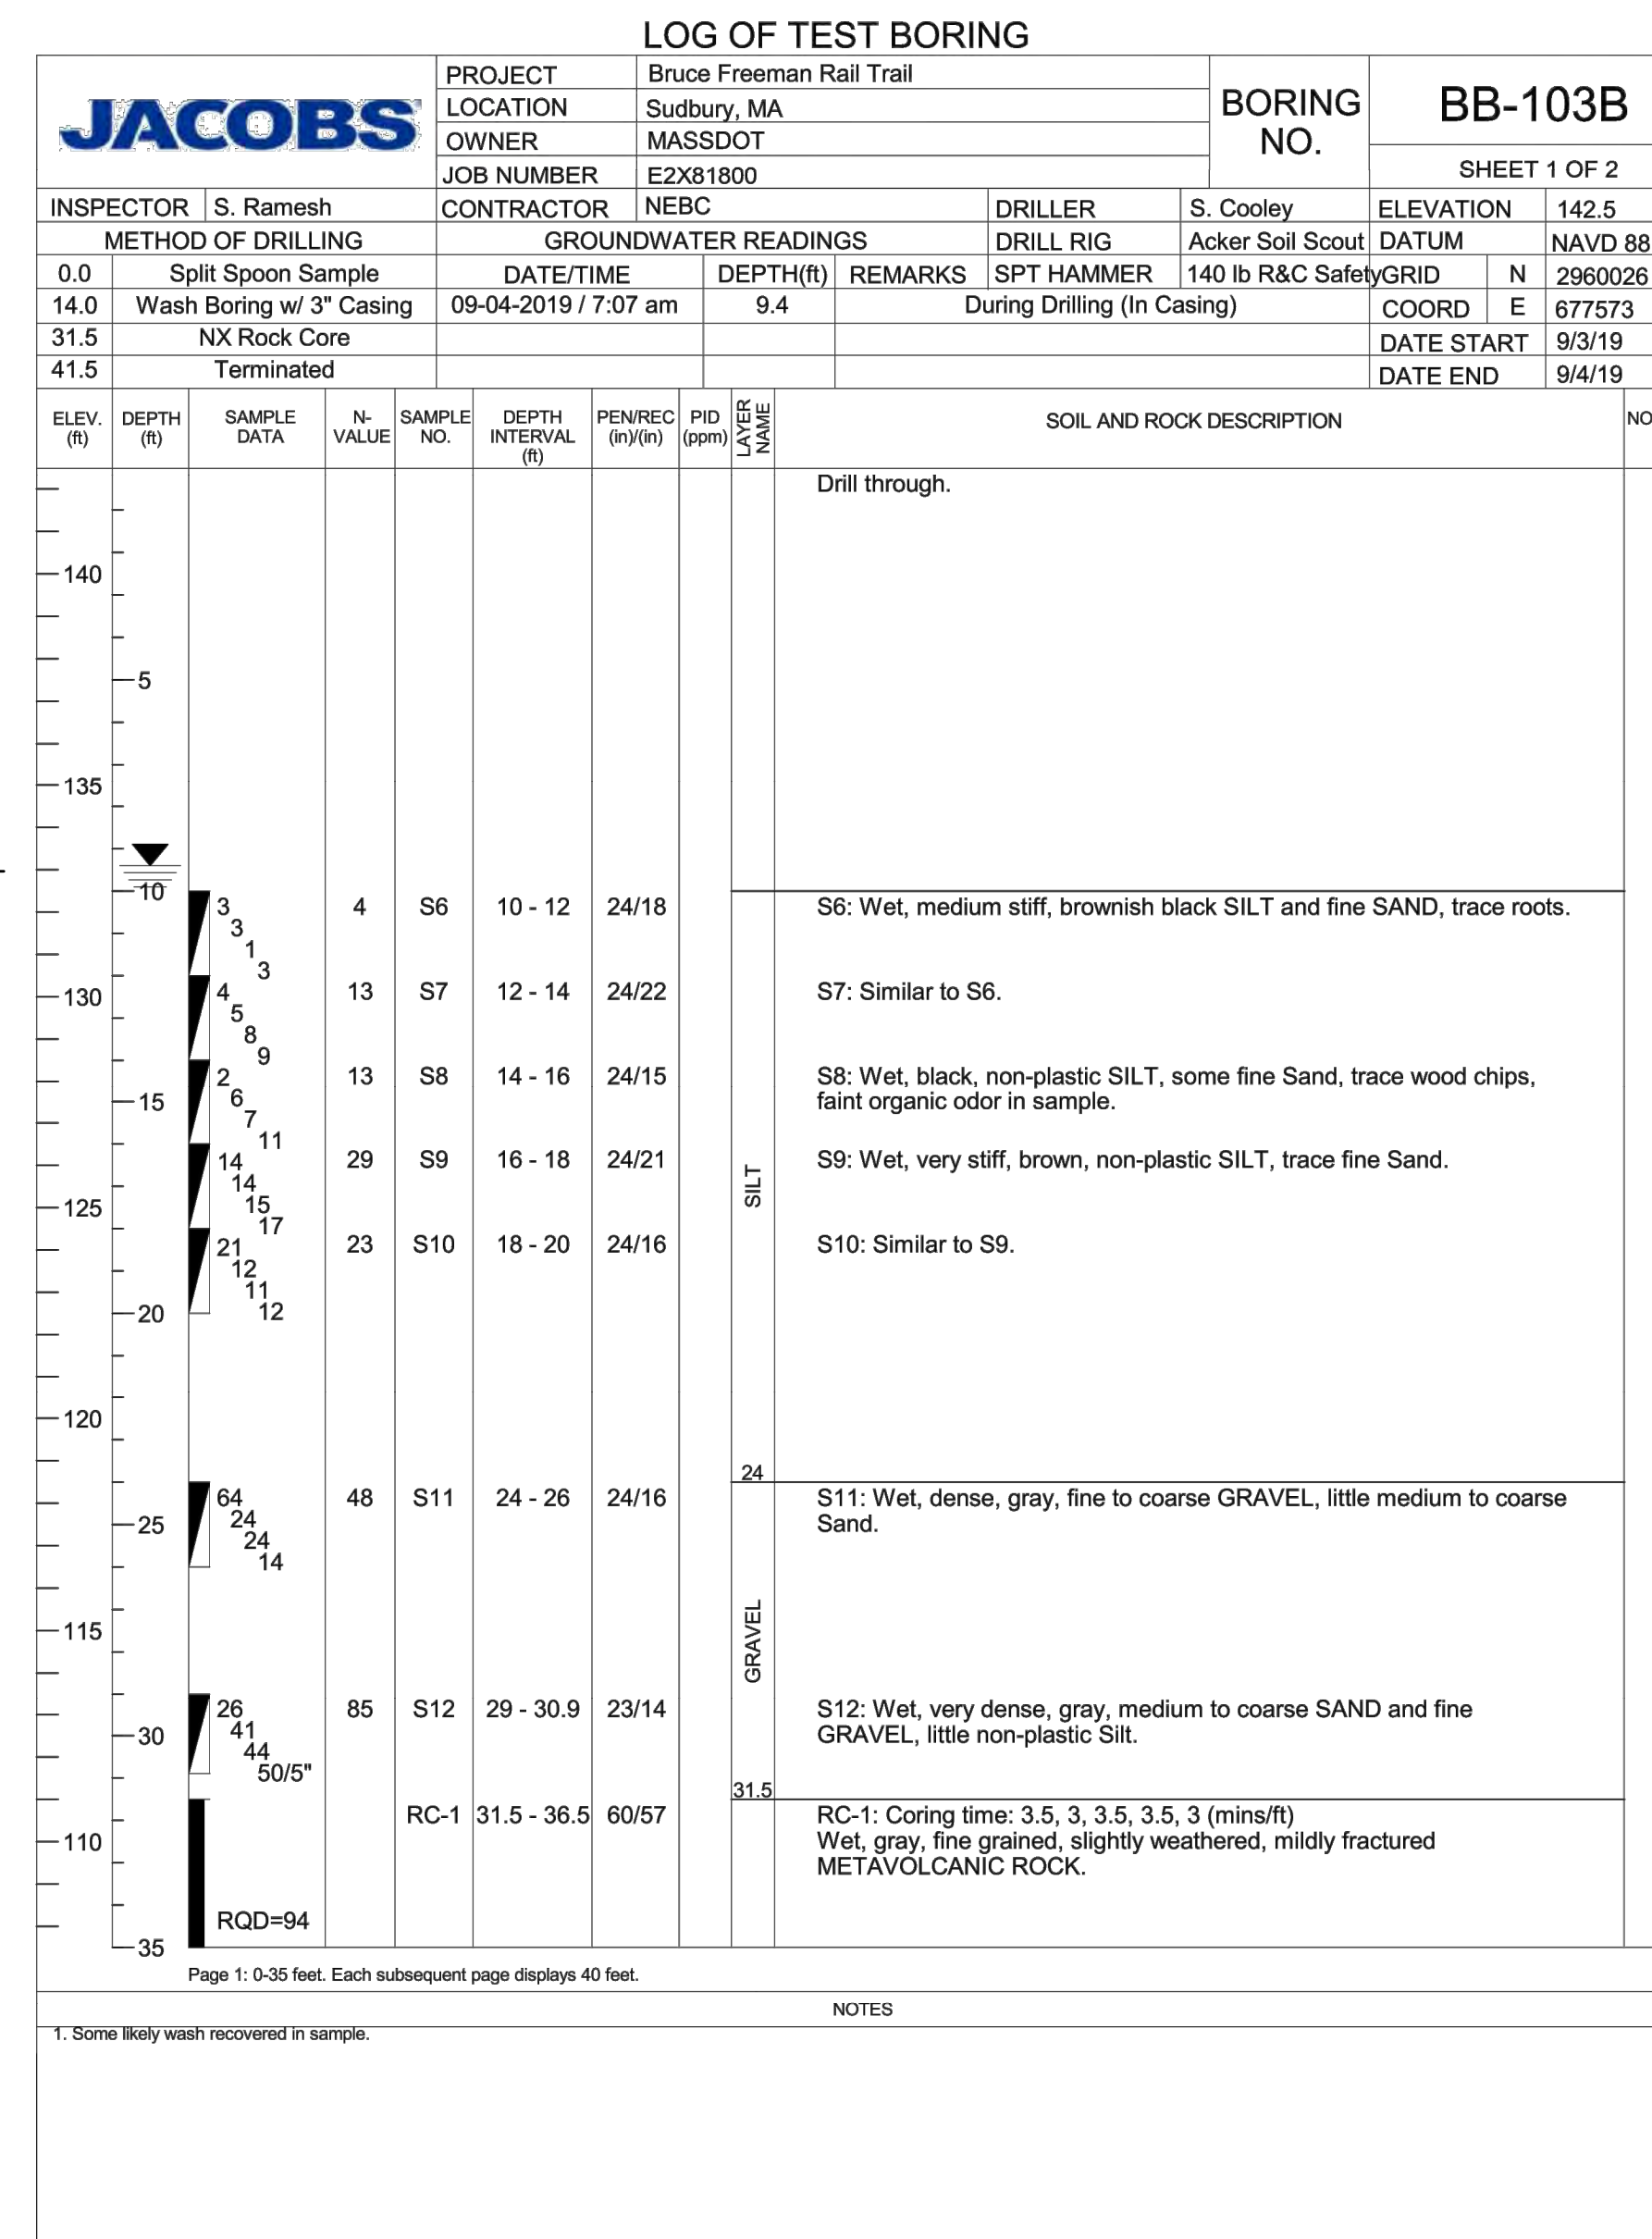 LOG OF TEST BORING
JACOBS
PROJECT Bruce Freeman Rail Trail
LOCATION Sudbury, MA
OWNER MASSDOT
JOB NUMBER E2X81800
BORING NO.
BB-103B
SHEET 1 OF 2
INSPECTOR S. Ramesh CONTRACTOR NEBC DRILLER S. Cooley ELEVATION 142.5
METHOD OF DRILLING GROUNDWATER READINGS DRILL RIG Acker Soil Scout DATUM NAVD 88
0.0 Split Spoon Sample DATE/TIME DEPTH(ft) REMARKS SPT HAMMER 140 lb R&C Safety GRID N 2960026
14.0 Wash Boring w/ 3" Casing 09-04-2019 / 7:07 am 9.4 During Drilling (In Casing) COORD E 677573
31.5 NX Rock Core DATE START 9/3/19
41.5 Terminated DATE END 9/4/19
ELEV. (ft) DEPTH (ft) SAMPLE DATA N-VALUE SAMPLE NO. DEPTH INTERVAL (ft) PEN/REC (in)/(in) PID (ppm) LAYER NAME SOIL AND ROCK DESCRIPTION NO
Drill through.
140
5
135
10
3 4 S6 10 - 12 24/18 S6: Wet, medium stiff, brownish black SILT and fine SAND, trace roots.
3
1
3
130 4 13 S7 12 - 14 24/22 S7: Similar to S6.
5
8
9
2 13 S8 14 - 16 24/15 S8: Wet, black, non-plastic SILT, some fine Sand, trace wood chips,
15 6 faint organic odor in sample.
7
11
14 29 S9 16 - 18 24/21 S9: Wet, very stiff, brown, non-plastic SILT, trace fine Sand.
14
SILT
125 15
17
21 23 S10 18 - 20 24/16 S10: Similar to S9.
12
11
20 12
120
24
64 48 S11 24 - 26 24/16 S11: Wet, dense, gray, fine to coarse GRAVEL, little medium to coarse
25 24 Sand.
24
14
115
GRAVEL
26 85 S12 29 - 30.9 23/14 S12: Wet, very dense, gray, medium to coarse SAND and fine
30 41 GRAVEL, little non-plastic Silt.
44
50/5"
31.5
RC-1 31.5 - 36.5 60/57 RC-1: Coring time: 3.5, 3, 3.5, 3.5, 3 (mins/ft)
110 Wet, gray, fine grained, slightly weathered, mildly fractured
METAVOLCANIC ROCK.
RQD=94
35
Page 1: 0-35 feet. Each subsequent page displays 40 feet.
NOTES
1. Some likely wash recovered in sample.